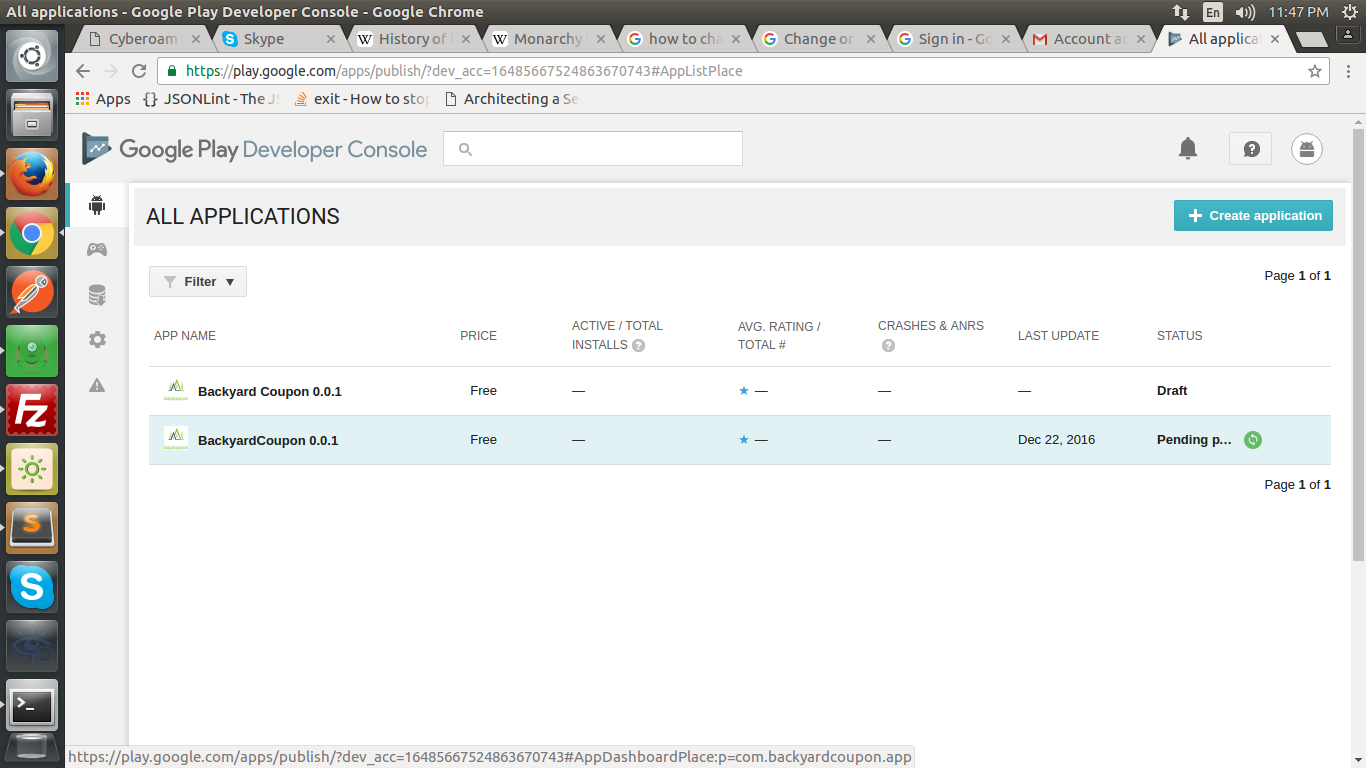 All applications - Google Play Developer Console - Google Chrome
En
11:47 PM
Cyberoam
Skype
History of
Monarchy
how to cha
Change or
Sign in - Go
Account ac
All applicat
https://play.google.com/apps/publish/?dev_acc=16485667524863670743#AppListPlace
Apps
{} JSONLint - The JS
exit - How to stop
Architecting a Se
Google Play Developer Console
ALL APPLICATIONS
+ Create application
Filter
Page 1 of 1
APP NAME
PRICE
ACTIVE / TOTAL
INSTALLS ?
AVG. RATING /
TOTAL #
CRASHES & ANRS
?
LAST UPDATE
STATUS
Backyard Coupon 0.0.1
Free
—
★ —
—
—
Draft
BackyardCoupon 0.0.1
Free
—
★ —
—
Dec 22, 2016
Pending p...
Page 1 of 1
https://play.google.com/apps/publish/?dev_acc=16485667524863670743#AppDashboardPlace:p=com.backyardcoupon.app